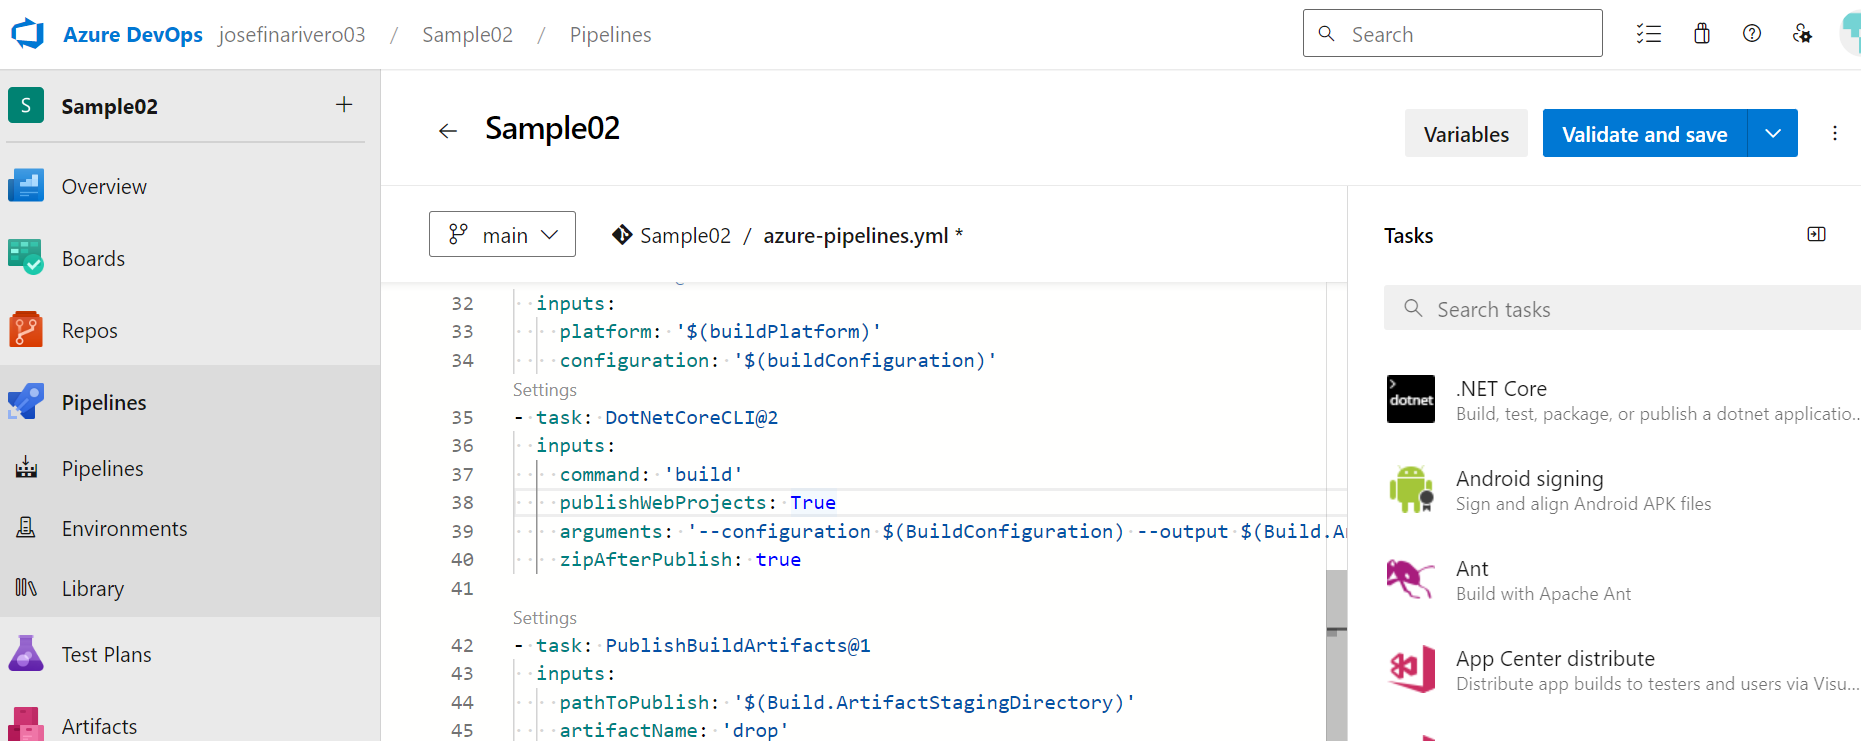 Azure DevOps josefinarivero03 / Sample02 / Pipelines
Search
S Sample02
Overview
Boards
Repos
Pipelines
Pipelines
Environments
Library
Test Plans
Artifacts
Sample02
Variables
Validate and save
main
Sample02 / azure-pipelines.yml *
32 inputs:
33 platform: '$(buildPlatform)'
34 configuration: '$(buildConfiguration)'
Settings
35 - task: DotNetCoreCLI@2
36 inputs:
37 command: 'build'
38 publishWebProjects: True
39 arguments: '--configuration $(BuildConfiguration) --output $(Build.A
40 zipAfterPublish: true
41
Settings
42 - task: PublishBuildArtifacts@1
43 inputs:
44 pathToPublish: '$(Build.ArtifactStagingDirectory)'
45 artifactName: 'drop'
Tasks
Search tasks
dotnet
.NET Core
Build, test, package, or publish a dotnet applicatio...
Android signing
Sign and align Android APK files
Ant
Build with Apache Ant
App Center distribute
Distribute app builds to testers and users via Visu...